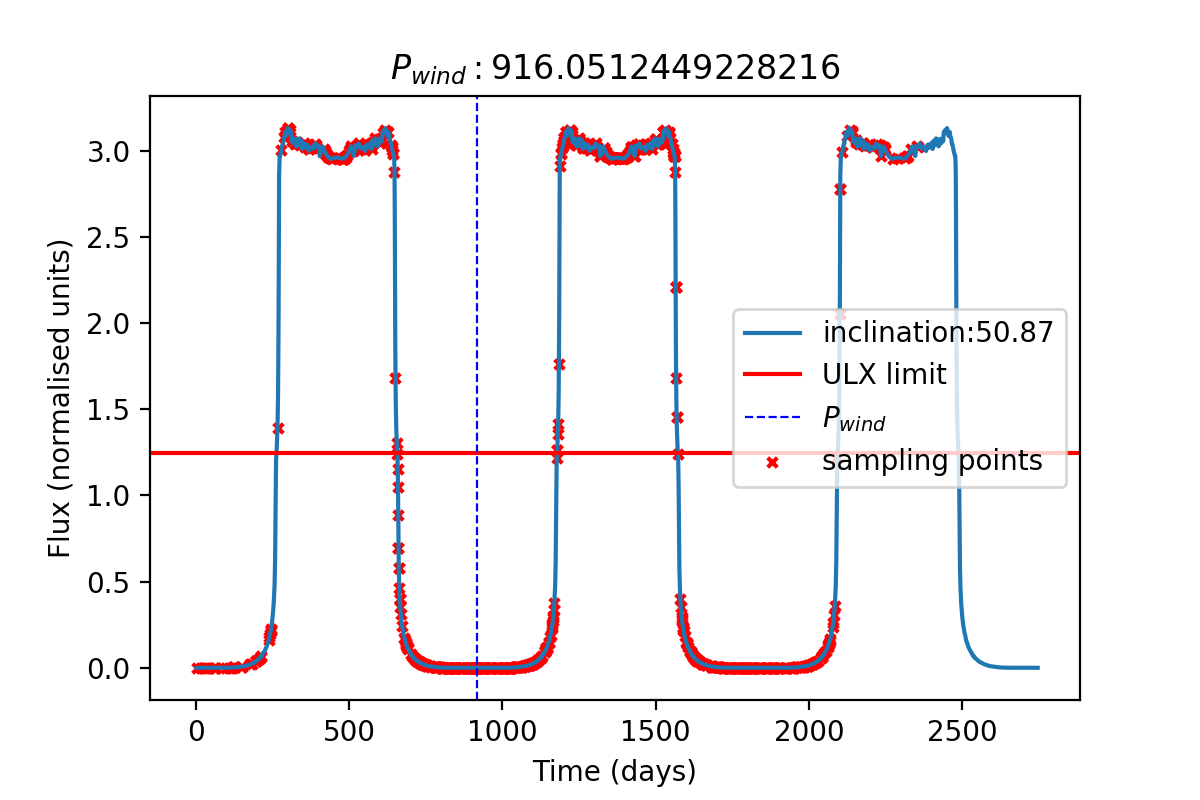 P_wind : 916.0512449228216
Flux (normalised units)
3.0
2.5
2.0
1.5
1.0
0.5
0.0
inclination:50.87
ULX limit
P_wind
sampling points
0 500 1000 1500 2000 2500
Time (days)